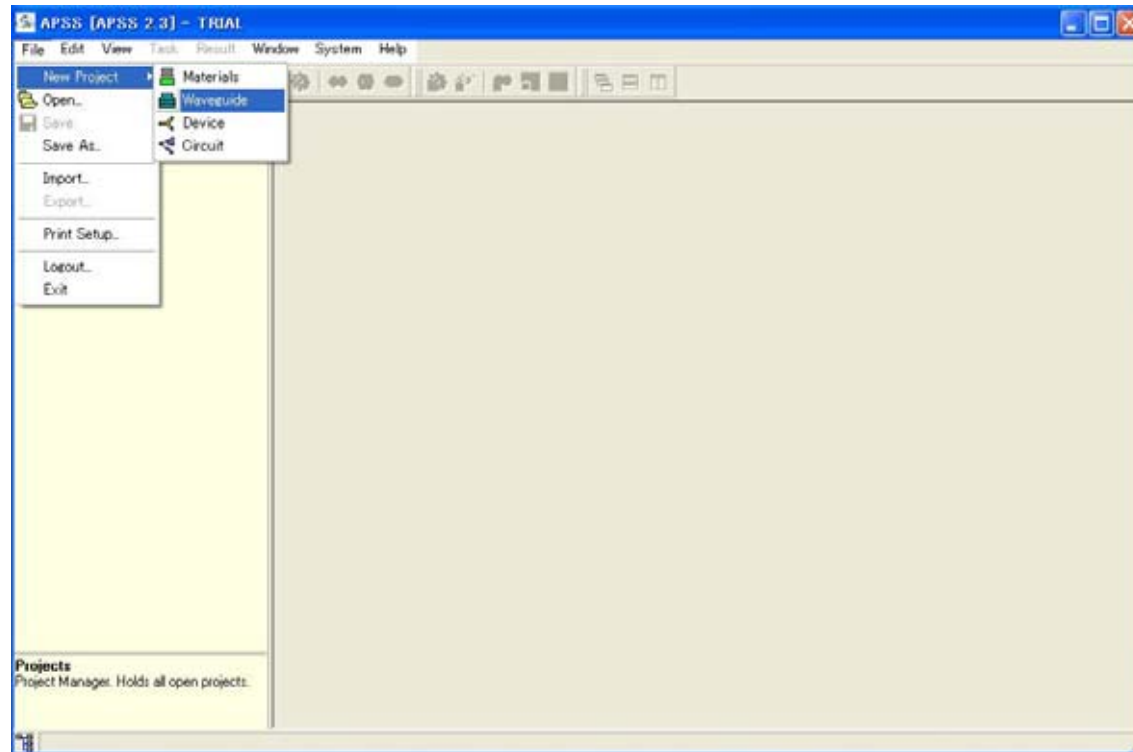 APSS [APSS 2.3] - TRIAL
File Edit View Task Result Window System Help
New Project
Materials
Open..
Waveguide
Save
Device
Save As..
Circuit
Import..
Export..
Print Setup..
Logout..
Exit
Projects
Project Manager. Holds all open projects.